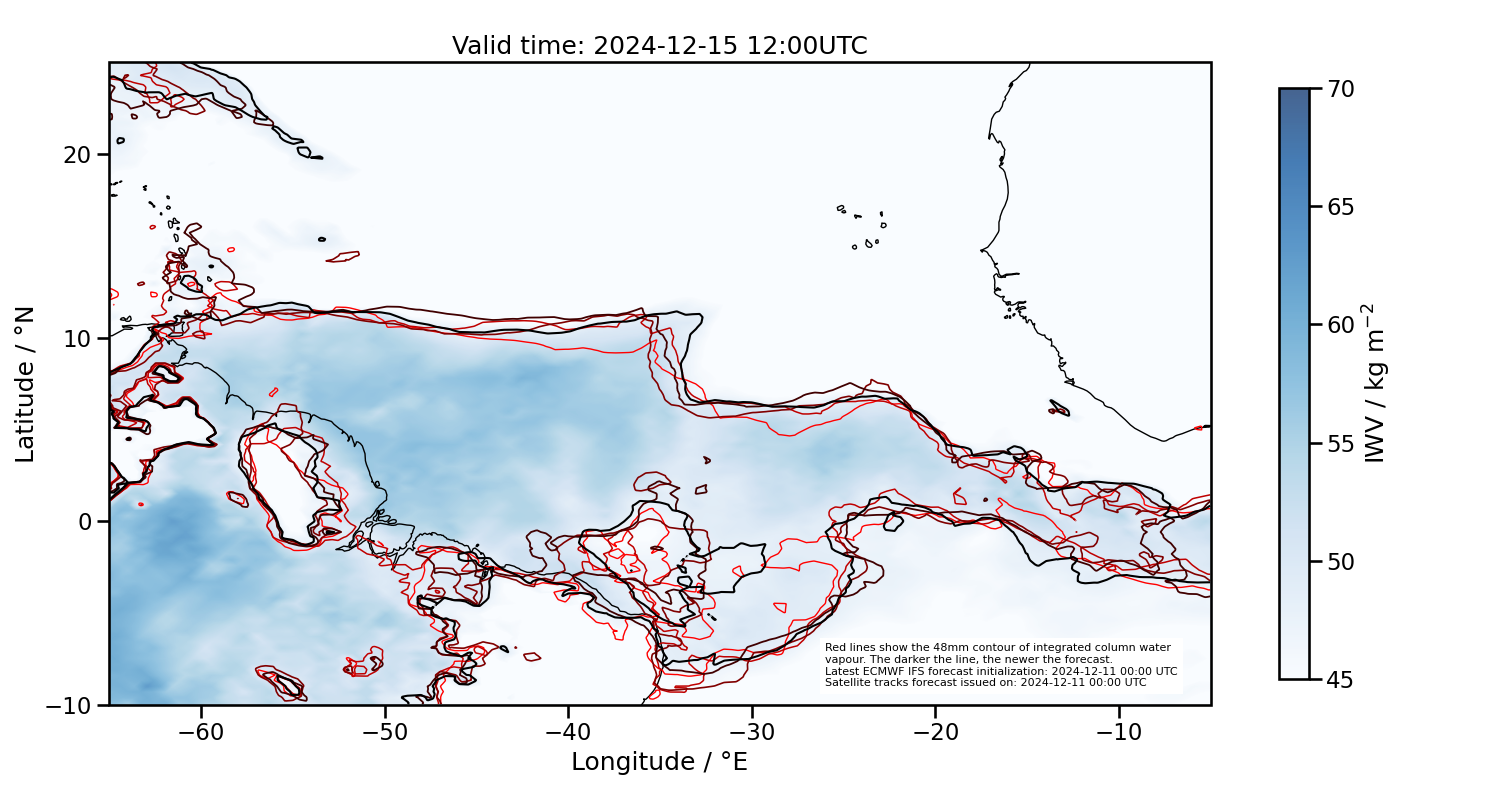 Valid time: 2024-12-15 12:00UTC
20
10
0
−10
Latitude / °N
−60
−50
−40
−30
−20
−10
Longitude / °E
Red lines show the 48mm contour of integrated column water
vapour. The darker the line, the newer the forecast.
Latest ECMWF IFS forecast initialization: 2024-12-11 00:00 UTC
Satellite tracks forecast issued on: 2024-12-11 00:00 UTC
70
65
60
55
50
45
IWV / kg m⁻²